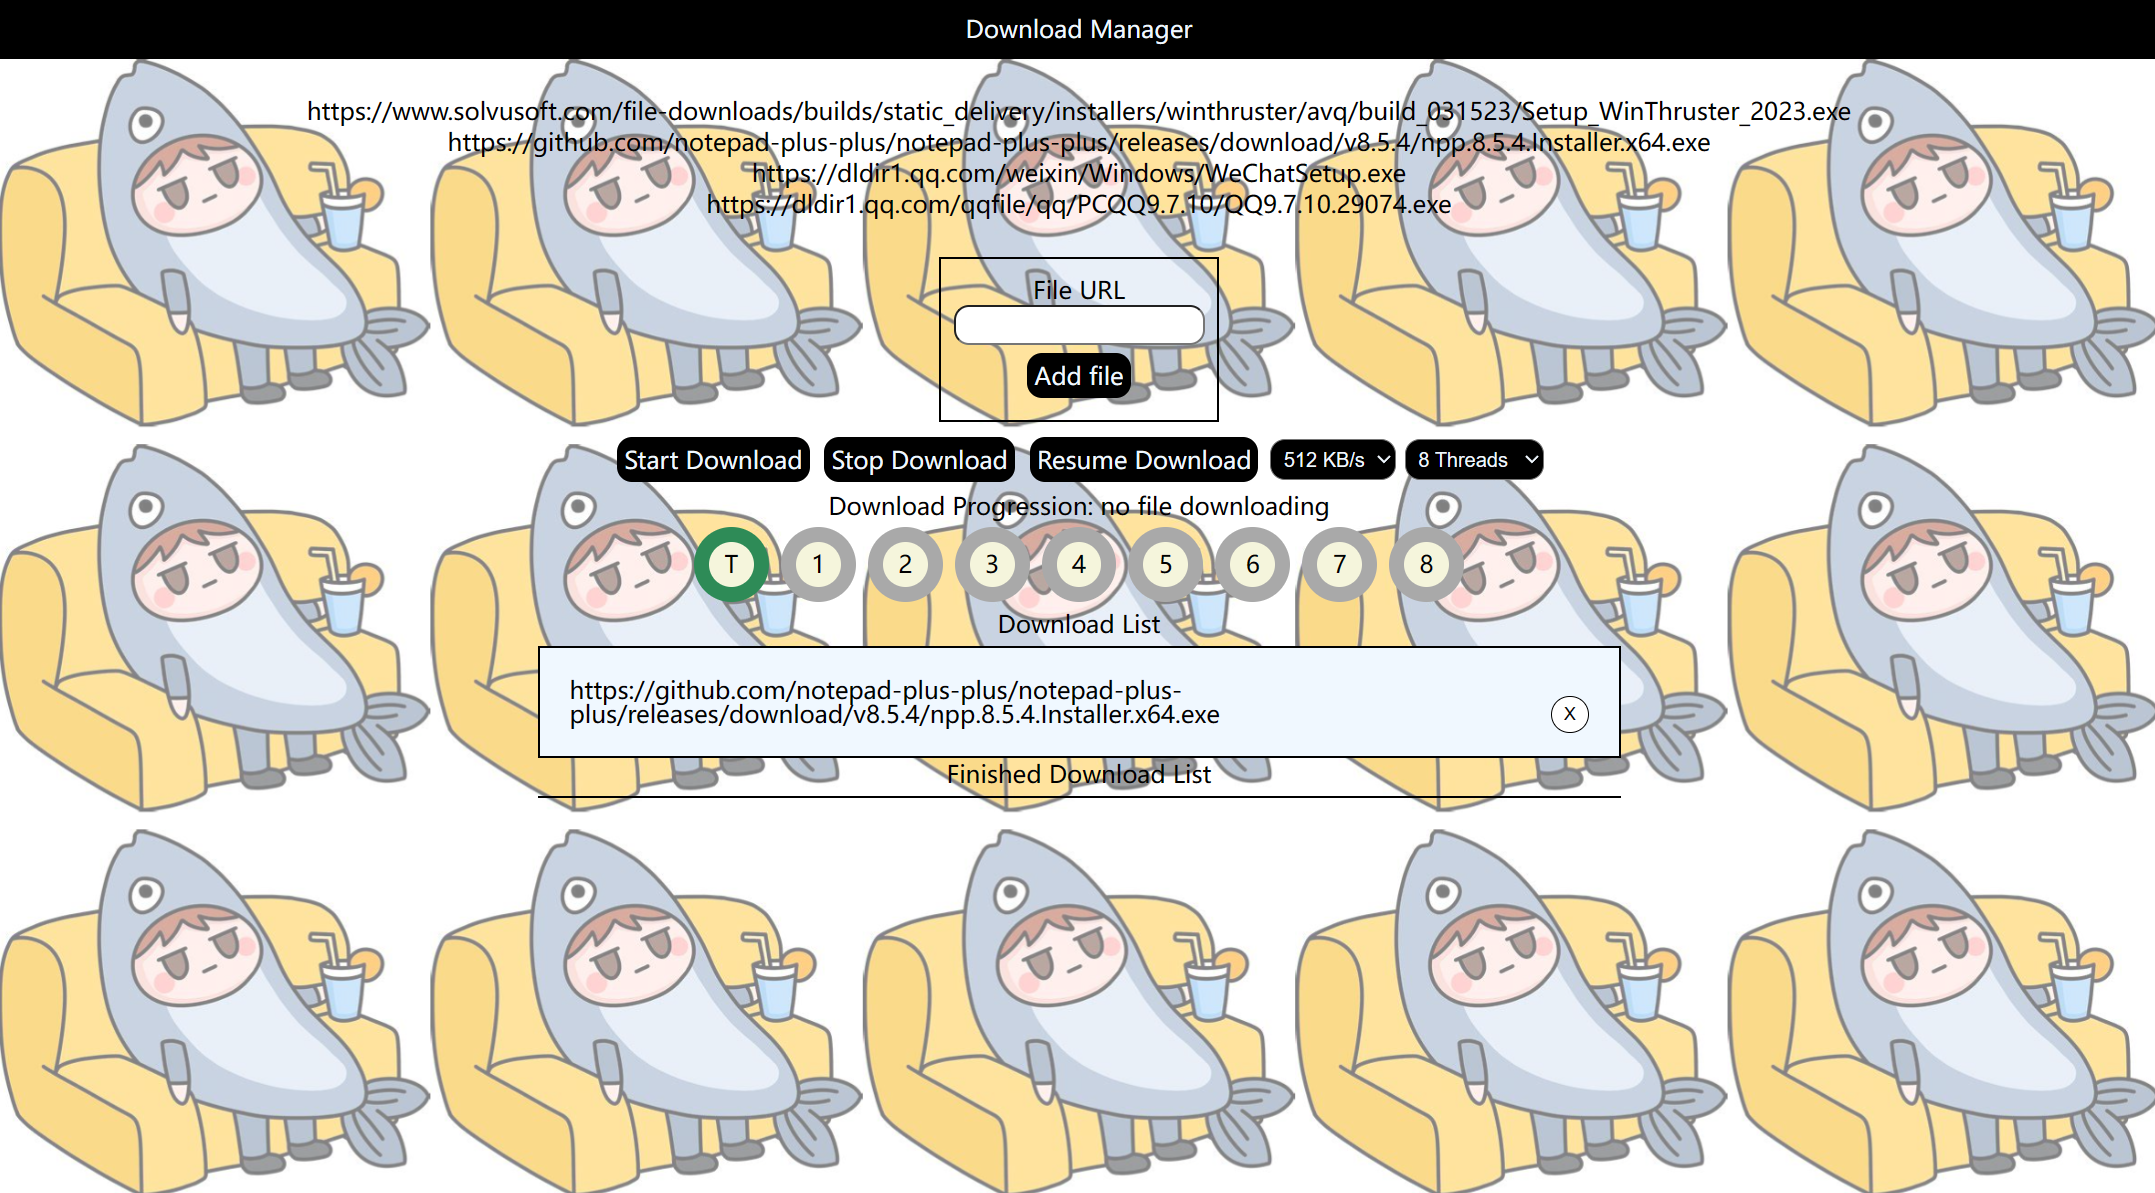 Download Manager
https://www.solvusoft.com/file-downloads/builds/static_delivery/installers/winthruster/avq/build_031523/Setup_WinThruster_2023.exe
https://github.com/notepad-plus-plus/notepad-plus-plus/releases/download/v8.5.4/npp.8.5.4.Installer.x64.exe
https://dldir1.qq.com/weixin/Windows/WeChatSetup.exe
https://dldir1.qq.com/qqfile/qq/PCQQ9.7.10/QQ9.7.10.29074.exe
File URL
Add file
Start Download Stop Download Resume Download 512 KB/s 8 Threads
Download Progression: no file downloading
T 1 2 3 4 5 6 7 8
Download List
https://github.com/notepad-plus-plus/notepad-plus-
plus/releases/download/v8.5.4/npp.8.5.4.Installer.x64.exe
X
Finished Download List